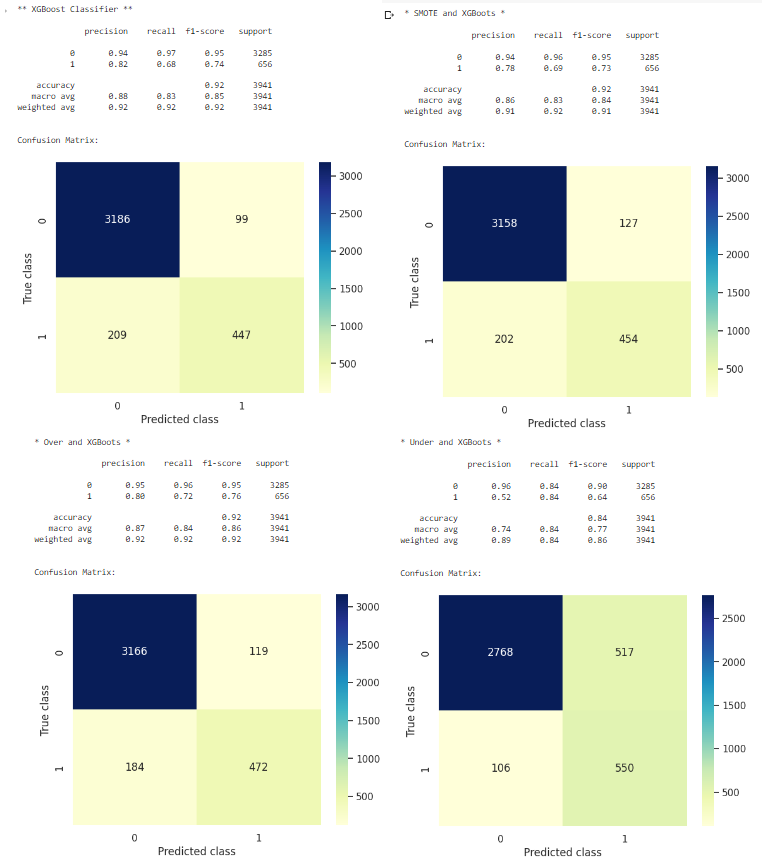 ** XGBoost Classifier **
precision recall f1-score support
0 0.94 0.97 0.95 3285
1 0.82 0.68 0.74 656
accuracy 0.92 3941
macro avg 0.88 0.83 0.85 3941
weighted avg 0.92 0.92 0.92 3941
Confusion Matrix:
3186 99
209 447
0
1
True class
0 1
Predicted class
3000
2500
2000
1500
1000
500
* SMOTE and XGBoots *
precision recall f1-score support
0 0.94 0.96 0.95 3285
1 0.78 0.69 0.73 656
accuracy 0.92 3941
macro avg 0.86 0.83 0.84 3941
weighted avg 0.91 0.92 0.91 3941
Confusion Matrix:
3158 127
202 454
0
1
True class
0 1
Predicted class
3000
2500
2000
1500
1000
500
* Over and XGBoots *
precision recall f1-score support
0 0.95 0.96 0.95 3285
1 0.80 0.72 0.76 656
accuracy 0.92 3941
macro avg 0.87 0.84 0.86 3941
weighted avg 0.92 0.92 0.92 3941
Confusion Matrix:
3166 119
184 472
0
1
True class
0 1
Predicted class
3000
2500
2000
1500
1000
500
* Under and XGBoots *
precision recall f1-score support
0 0.96 0.84 0.90 3285
1 0.52 0.84 0.64 656
accuracy 0.84 3941
macro avg 0.74 0.84 0.77 3941
weighted avg 0.89 0.84 0.86 3941
Confusion Matrix:
2768 517
106 550
0
1
True class
0 1
Predicted class
2500
2000
1500
1000
500